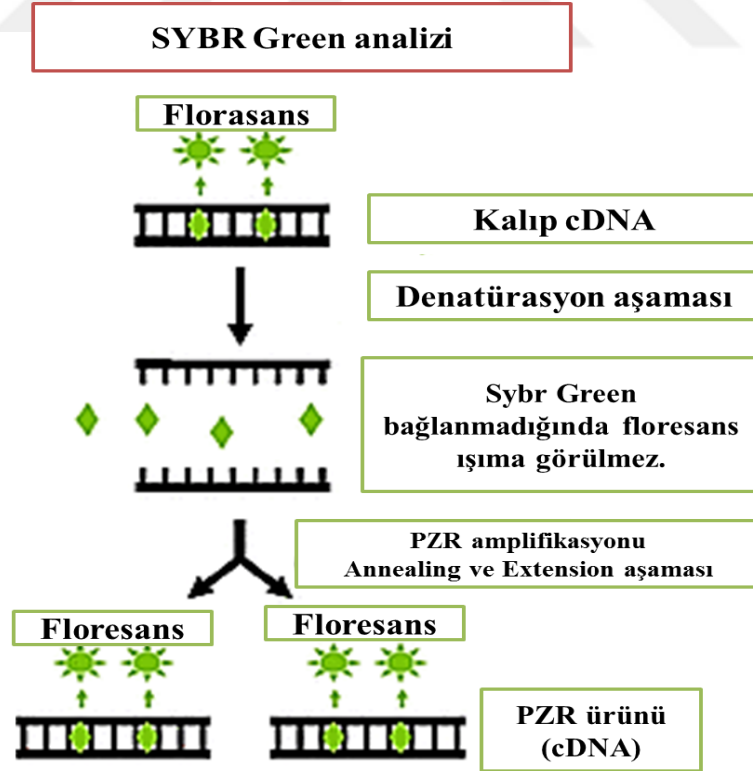 SYBR Green analizi
Florasans
Kalıp cDNA
Denatürasyon aşaması
Sybr Green
bağlanmadığında floresans
ışıma görülmez.
PZR amplifikasyonu
Annealing ve Extension aşaması
Floresans
Floresans
PZR ürünü
(cDNA)